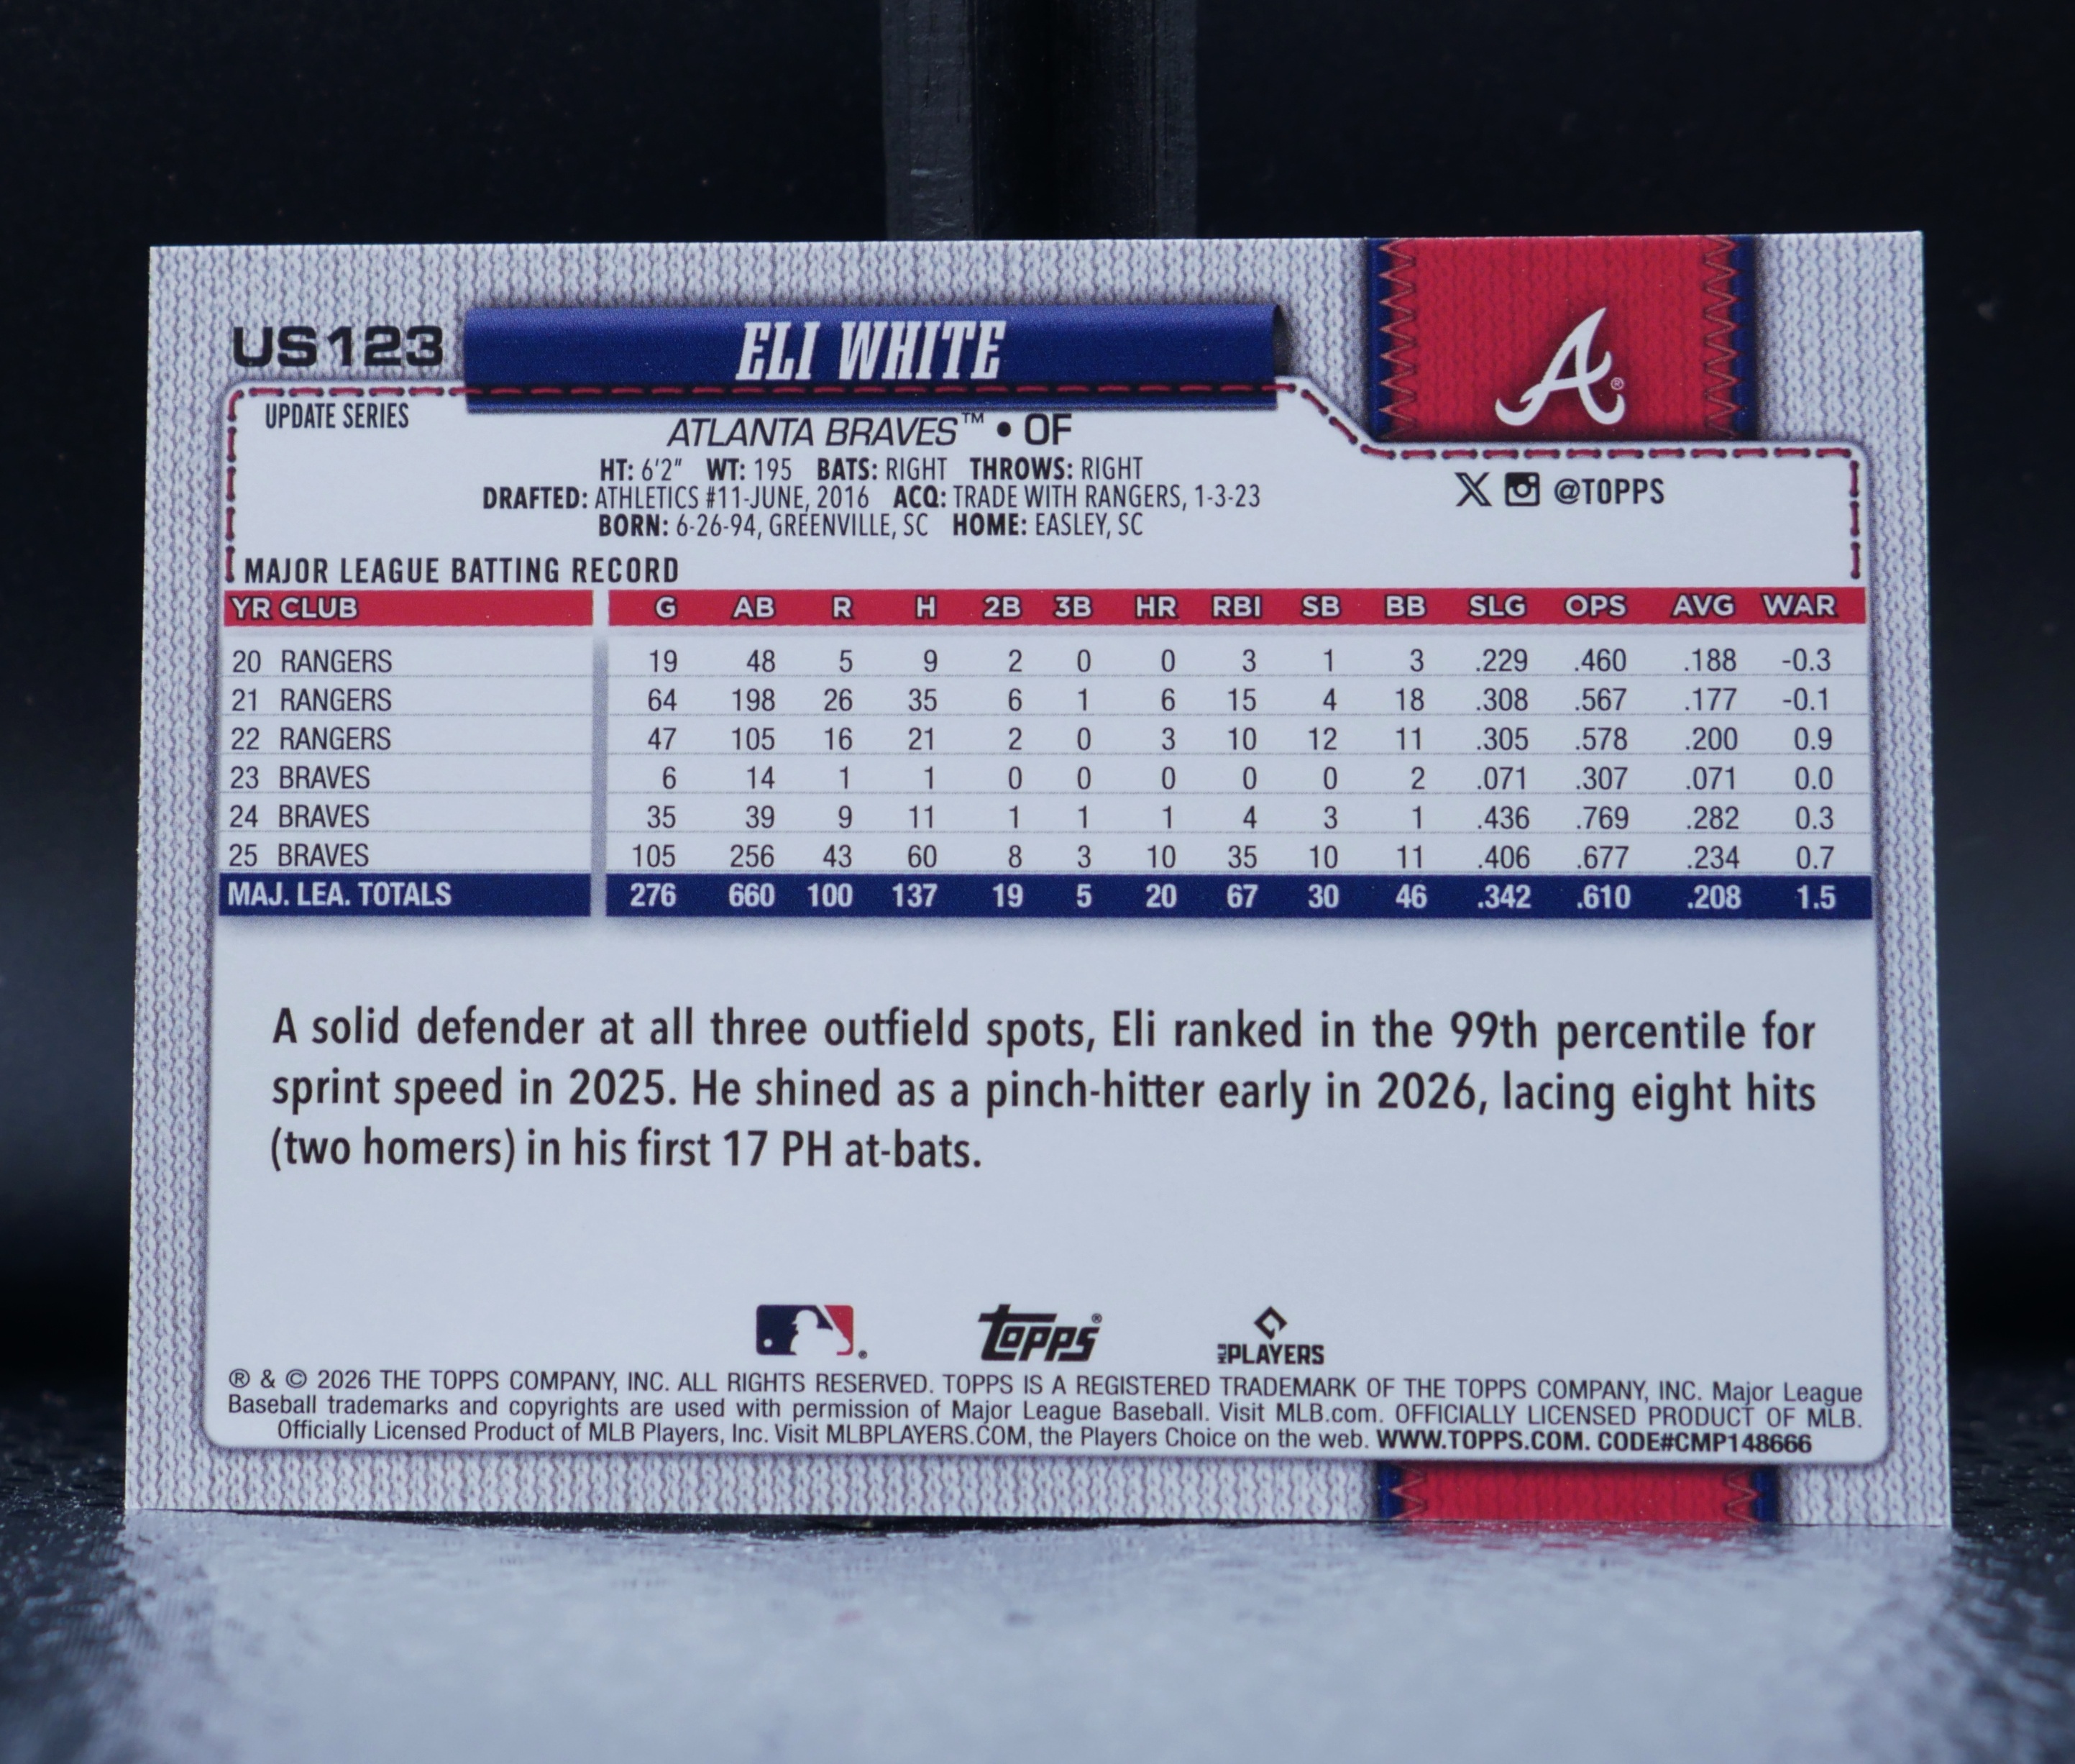 US123
ELI WHITE
A®
UPDATE SERIES
ATLANTA BRAVES™ • OF
HT: 6'2" WT: 195 BATS: RIGHT THROWS: RIGHT
DRAFTED: ATHLETICS #11-JUNE, 2016 ACQ: TRADE WITH RANGERS, 1-3-23
BORN: 6-26-94, GREENVILLE, SC HOME: EASLEY, SC
@TOPPS
MAJOR LEAGUE BATTING RECORD
YR CLUB G AB R H 2B 3B HR RBI SB BB SLG OPS AVG WAR
20 RANGERS 19 48 5 9 2 0 0 3 1 3 .229 .460 .188 -0.3
21 RANGERS 64 198 26 35 6 1 6 15 4 18 .308 .567 .177 -0.1
22 RANGERS 47 105 16 21 2 0 3 10 12 11 .305 .578 .200 0.9
23 BRAVES 6 14 1 1 0 0 0 0 0 2 .071 .307 .071 0.0
24 BRAVES 35 39 9 11 1 1 1 4 3 1 .436 .769 .282 0.3
25 BRAVES 105 256 43 60 8 3 10 35 10 11 .406 .677 .234 0.7
MAJ. LEA. TOTALS 276 660 100 137 19 5 20 67 30 46 .342 .610 .208 1.5
A solid defender at all three outfield spots, Eli ranked in the 99th percentile for
sprint speed in 2025. He shined as a pinch-hitter early in 2026, lacing eight hits
(two homers) in his first 17 PH at-bats.
topps®
MLB PLAYERS
® & © 2026 THE TOPPS COMPANY, INC. ALL RIGHTS RESERVED. TOPPS IS A REGISTERED TRADEMARK OF THE TOPPS COMPANY, INC. Major League
Baseball trademarks and copyrights are used with permission of Major League Baseball. Visit MLB.com. OFFICIALLY LICENSED PRODUCT OF MLB.
Officially Licensed Product of MLB Players, Inc. Visit MLBPLAYERS.COM, the Players Choice on the web. WWW.TOPPS.COM. CODE#CMP148666